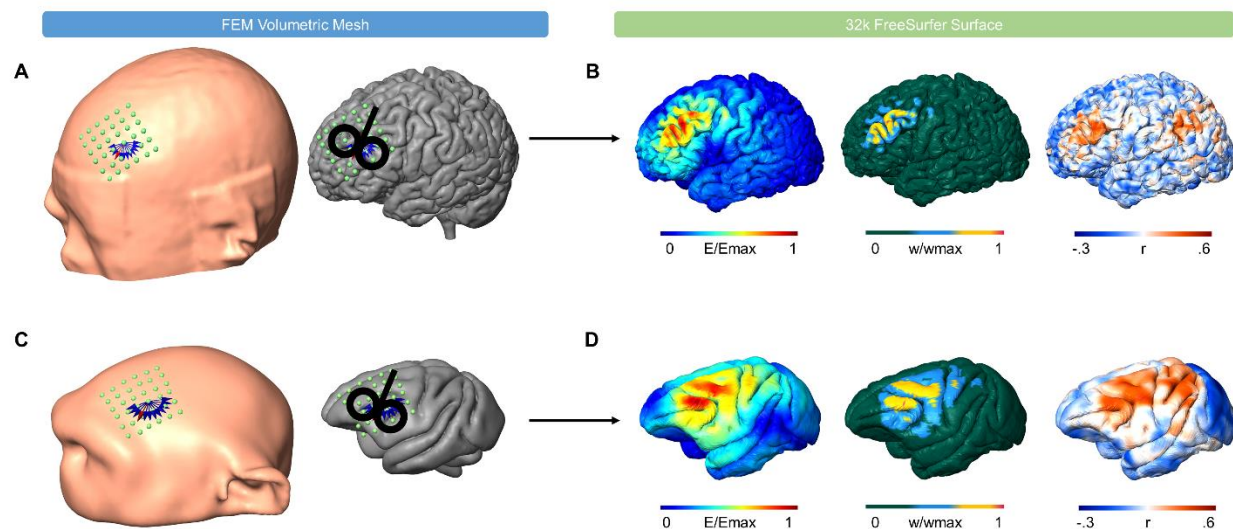 FEM Volumetric Mesh
32k FreeSurfer Surface
A
B
0 E/Emax 1
0 w/wmax 1
-.3 r .6
C
D
0 E/Emax 1
0 w/wmax 1
-.3 r .6